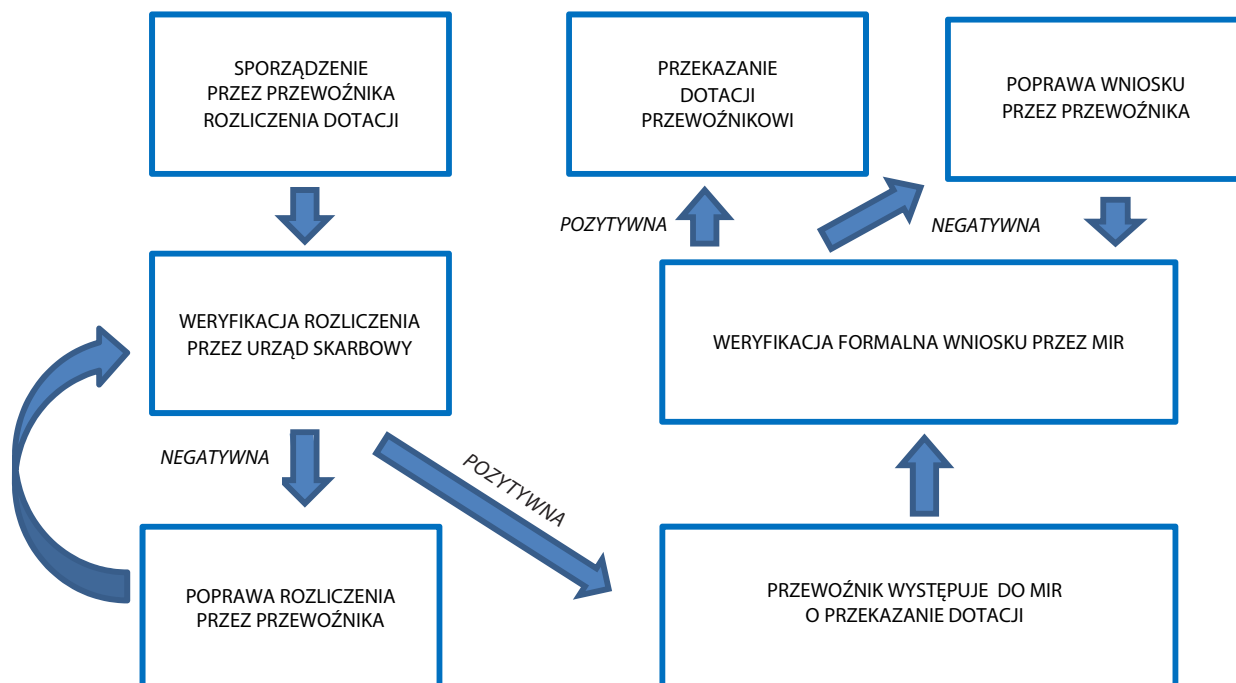 SPORZĄDZENIE
PRZEZ PRZEWOŹNIKA
ROZLICZENIA DOTACJI
PRZEKAZANIE
DOTACJI
PRZEWOŹNIKOWI
POPRAWA WNIOSKU
PRZEZ PRZEWOŹNIKA
POZYTYWNA
NEGATYWNA
WERYFIKACJA ROZLICZENIA
PRZEZ URZĄD SKARBOWY
WERYFIKACJA FORMALNA WNIOSKU PRZEZ MIR
NEGATYWNA
POZYTYWNA
POPRAWA ROZLICZENIA
PRZEZ PRZEWOŹNIKA
PRZEWOŹNIK WYSTĘPUJE DO MIR
O PRZEKAZANIE DOTACJI